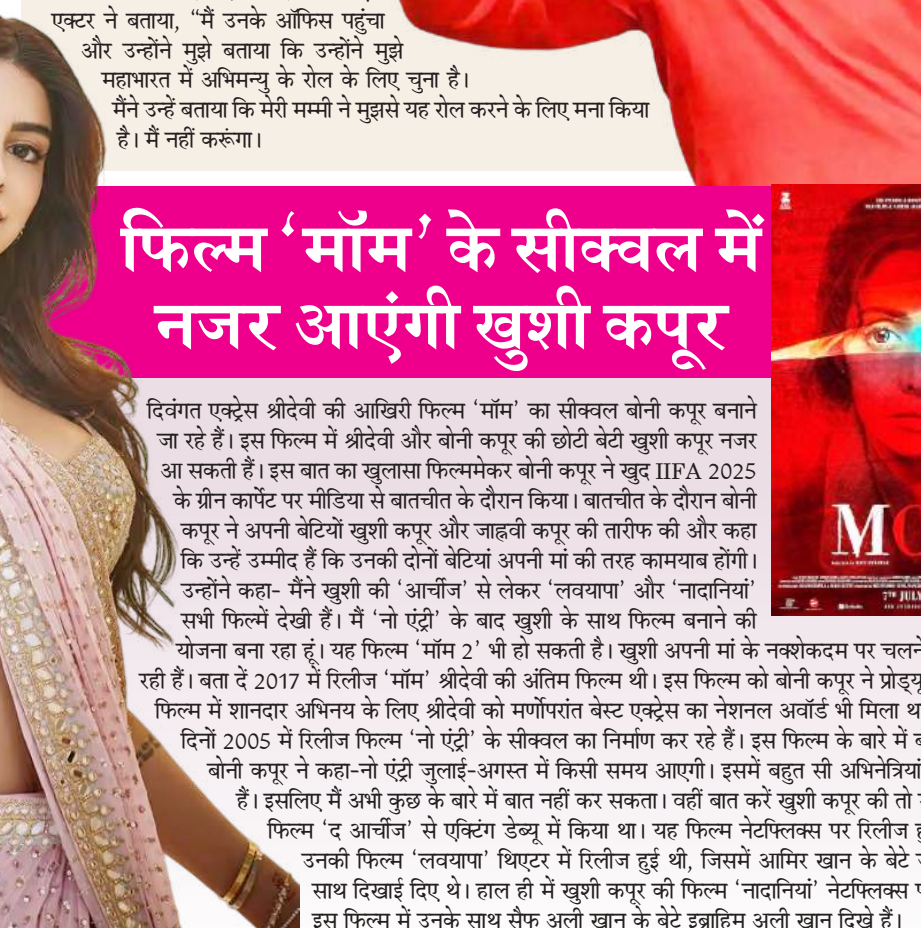 एक्टर ने बताया, “मैं उनके ऑफिस पहुंचा
और उन्होंने मुझे बताया कि उन्होंने मुझे
महाभारत में अभिमन्यु के रोल के लिए चुना है।
मैंने उन्हें बताया कि मेरी मम्मी ने मुझसे यह रोल करने के लिए मना किया
है। मैं नहीं करूंगा।
फिल्म ‘मॉम’ के सीक्वल में
नजर आएंगी खुशी कपूर
दिवंगत एक्ट्रेस श्रीदेवी की आखिरी फिल्म ‘मॉम’ का सीक्वल बोनी कपूर बनाने
जा रहे हैं। इस फिल्म में श्रीदेवी और बोनी कपूर की छोटी बेटी खुशी कपूर नजर
आ सकती हैं। इस बात का खुलासा फिल्ममेकर बोनी कपूर ने खुद IIFA 2025
के ग्रीन कार्पेट पर मीडिया से बातचीत के दौरान किया। बातचीत के दौरान बोनी
कपूर ने अपनी बेटियों खुशी कपूर और जाह्नवी कपूर की तारीफ की और कहा
कि उन्हें उम्मीद हैं कि उनकी दोनों बेटियां अपनी मां की तरह कामयाब होंगी।
उन्होंने कहा- मैंने खुशी की ‘आर्चीज’ से लेकर ‘लवयापा’ और ‘नादानियां’
सभी फिल्में देखी हैं। मैं ‘नो एंट्री’ के बाद खुशी के साथ फिल्म बनाने की
योजना बना रहा हूं। यह फिल्म ‘मॉम 2’ भी हो सकती है। खुशी अपनी मां के नक्शेकदम पर चलन
रही हैं। बता दें 2017 में रिलीज ‘मॉम’ श्रीदेवी की अंतिम फिल्म थी। इस फिल्म को बोनी कपूर ने
फिल्म में शानदार अभिनय के लिए श्रीदेवी को मर्णोपरांत बेस्ट एक्ट्रेस का नेशनल अवॉर्ड भी मिला
दिनों 2005 में रिलीज फिल्म ‘नो एंट्री’ के सीक्वल का निर्माण कर रहे हैं। इस फिल्म के बारे में
बोनी कपूर ने कहा-नो एंट्री जुलाई-अगस्त में किसी समय आएगी। इसमें बहुत सी अभिनेत्रियां
हैं। इसलिए मैं अभी कुछ के बारे में बात नहीं कर सकता। वहीं बात करें खुशी कपूर की तो
फिल्म ‘द आर्चीज’ से एक्टिंग डेब्यू में किया था। यह फिल्म नेटफ्लिक्स पर रिलीज
उनकी फिल्म ‘लवयापा’ थिएटर में रिलीज हुई थी, जिसमें आमिर खान के बेटे
साथ दिखाई दिए थे। हाल ही में खुशी कपूर की फिल्म ‘नादानियां’ नेटफ्लिक्स
इस फिल्म में उनके साथ सैफ अली खान के बेटे इब्राहिम अली खान दिखे हैं।
7TH JULY